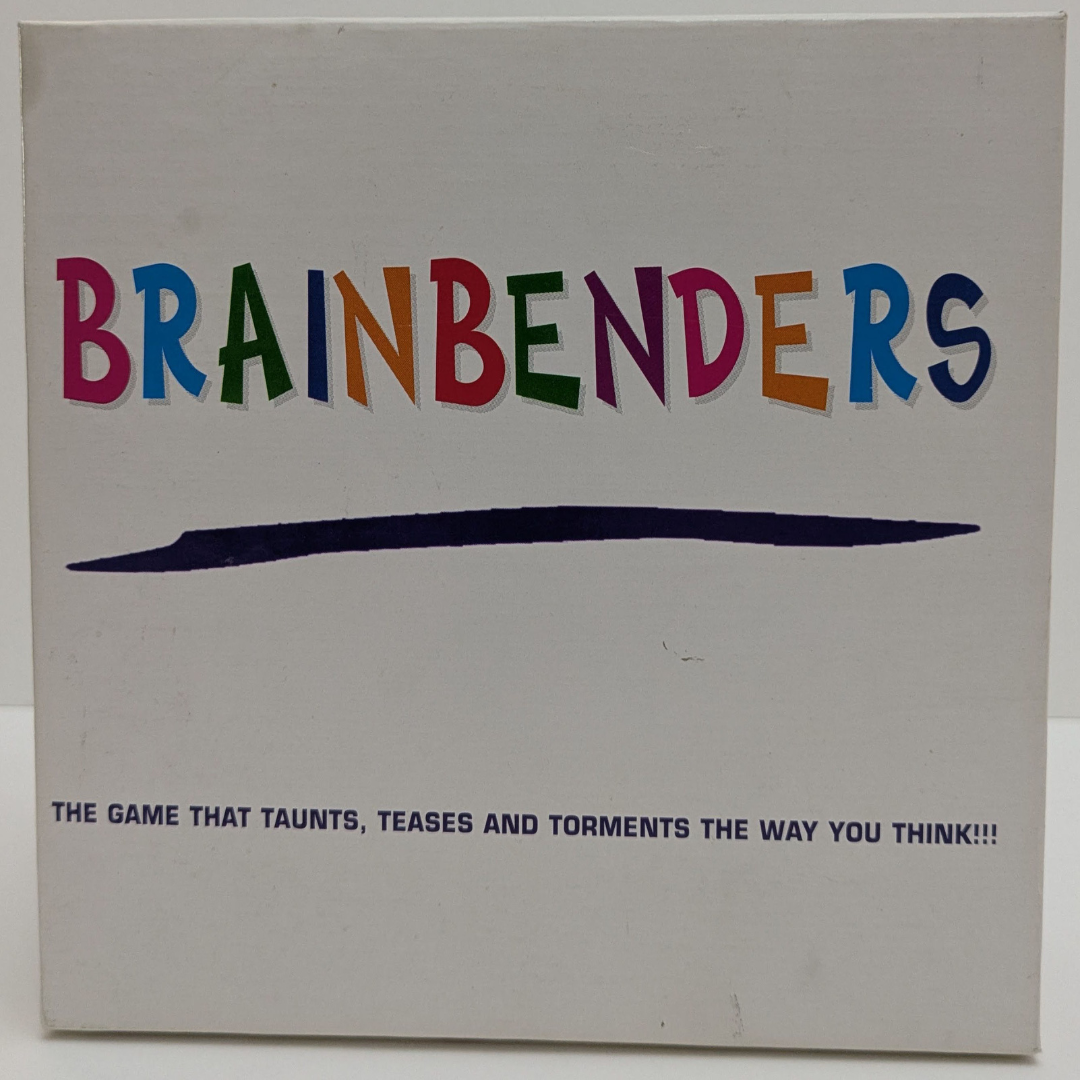 BRAINBENDERS
THE GAME THAT TAUNTS, TEASES AND TORMENTS THE WAY YOU THINK!!!